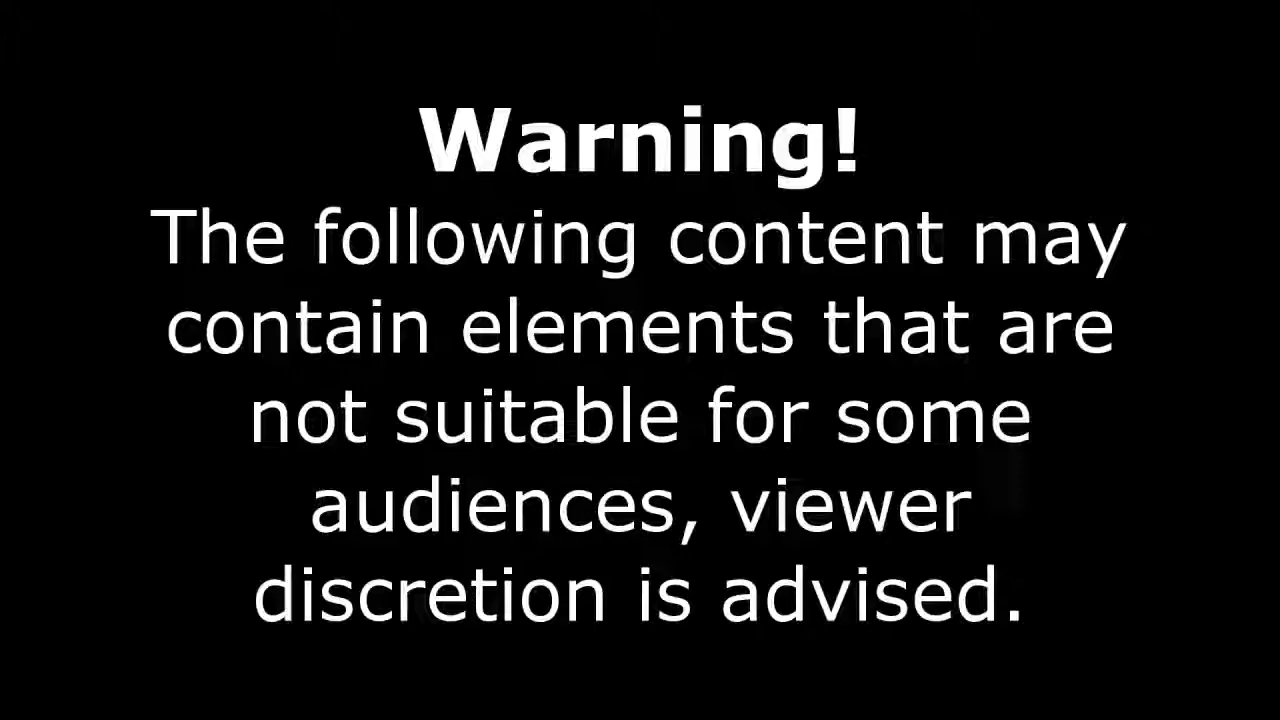 Warning!
The following content may
contain elements that are
not suitable for some
audiences, viewer
discretion is advised.